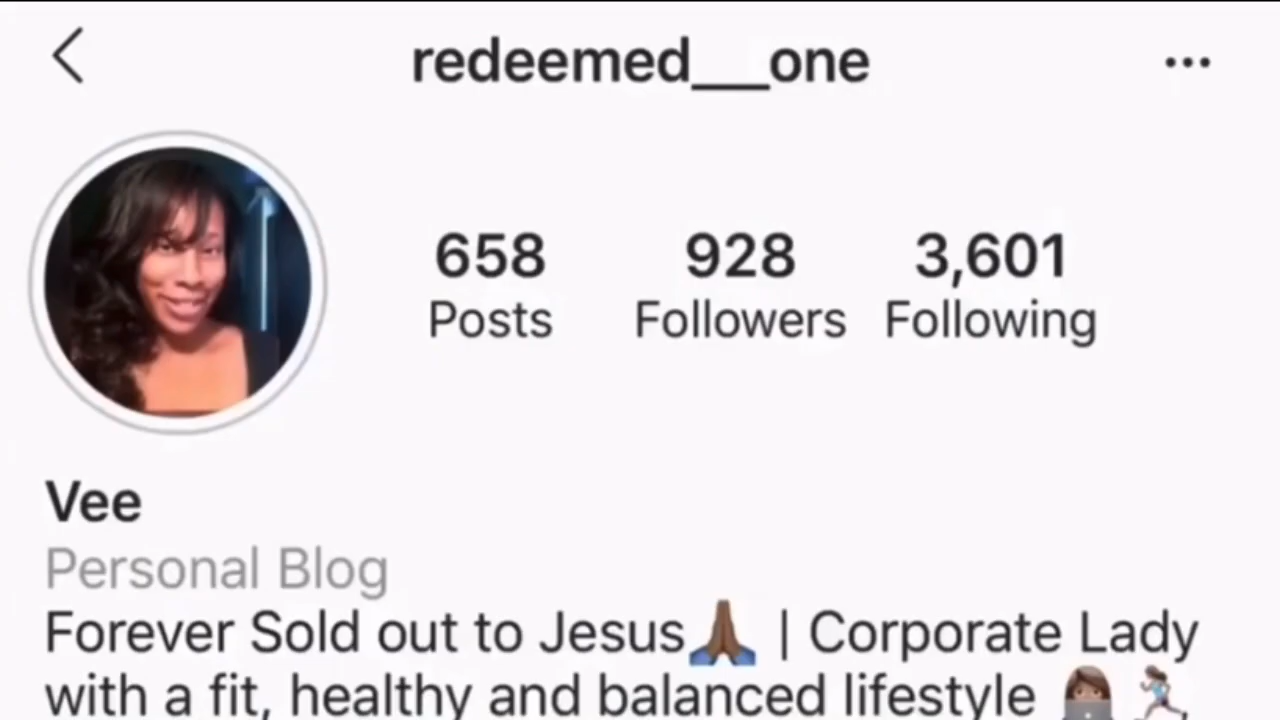 redeemed___one
658 928 3,601
Posts Followers Following
Vee
Personal Blog
Forever Sold out to Jesus🙏🏾 | Corporate Lady
with a fit, healthy and balanced lifestyle 👩🏽‍💻 🏃🏽‍♀️